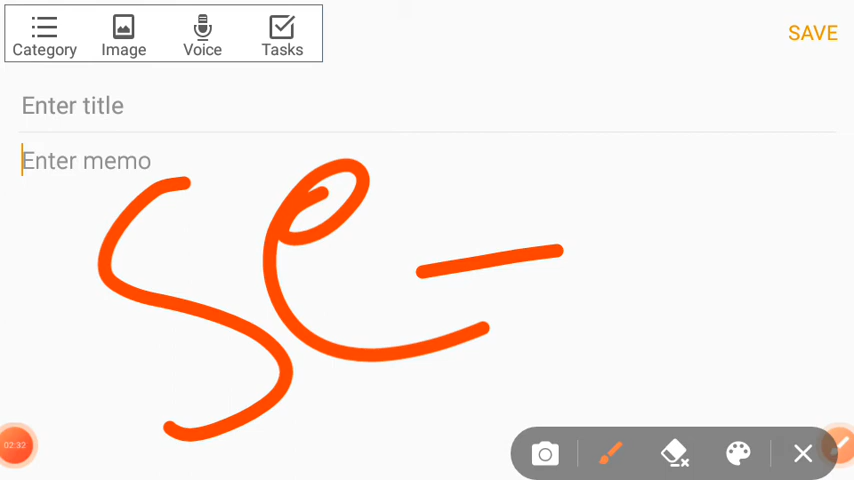 Category Image Voice Tasks
SAVE
Enter title
Enter memo
Se-
02:32